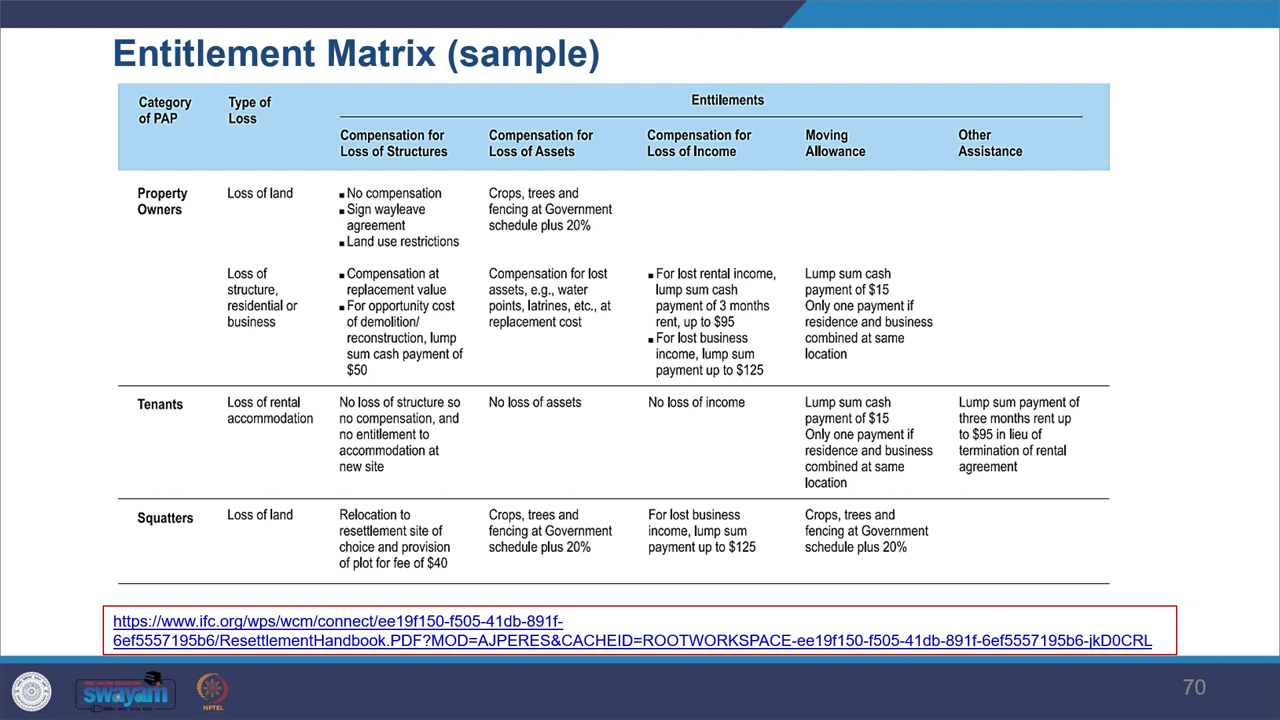 Entitlement Matrix (sample)
Category
of PAP
Type of
Loss
Enttilements
Compensation for
Loss of Structures
Compensation for
Loss of Assets
Compensation for
Loss of Income
Moving
Allowance
Other
Assistance
Property
Owners
Loss of land
■ No compensation
■ Sign wayleave
agreement
■ Land use restrictions
Crops, trees and
fencing at Government
schedule plus 20%
Loss of
structure,
residential or
business
■ Compensation at
replacement value
■ For opportunity cost
of demolition/
reconstruction, lump
sum cash payment of
$50
Compensation for lost
assets, e.g., water
points, latrines, etc., at
replacement cost
■ For lost rental income,
lump sum cash
payment of 3 months
rent, up to $95
■ For lost business
income, lump sum
payment up to $125
Lump sum cash
payment of $15
Only one payment if
residence and business
combined at same
location
Tenants
Loss of rental
accommodation
No loss of structure so
no compensation, and
no entitlement to
accommodation at
new site
No loss of assets
No loss of income
Lump sum cash
payment of $15
Only one payment if
residence and business
combined at same
location
Lump sum payment of
three months rent up
to $95 in lieu of
termination of rental
agreement
Squatters
Loss of land
Relocation to
resettlement site of
choice and provision
of plot for fee of $40
Crops, trees and
fencing at Government
schedule plus 20%
For lost business
income, lump sum
payment up to $125
Crops, trees and
fencing at Government
schedule plus 20%
https://www.ifc.org/wps/wcm/connect/ee19f150-f505-41db-891f-
6ef5557195b6/ResettlementHandbook.PDF?MOD=AJPERES&CACHEID=ROOTWORKSPACE-ee19f150-f505-41db-891f-6ef5557195b6-jkD0CRL
swayam
NPTEL
70